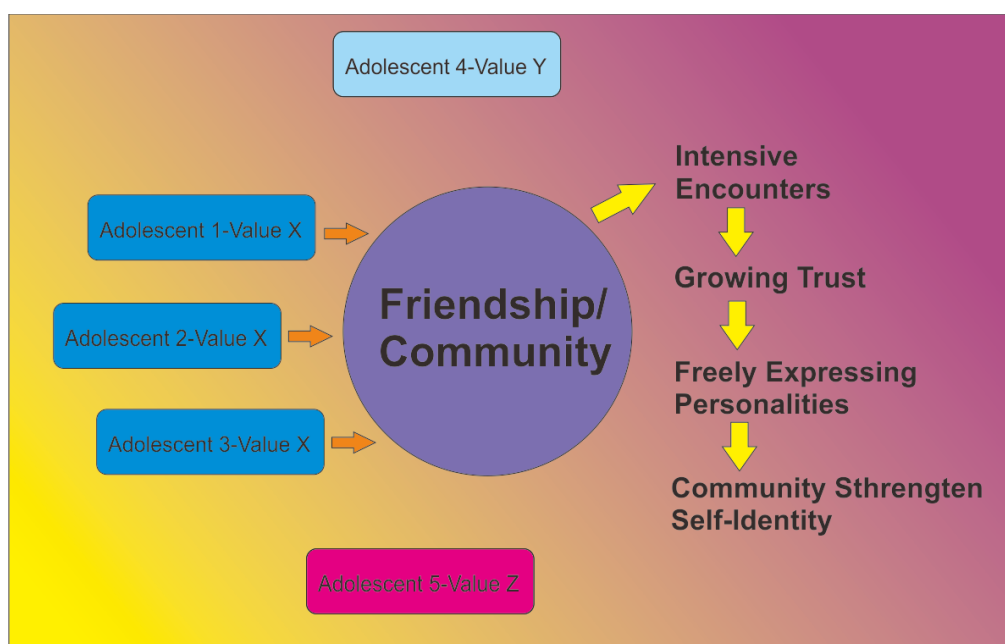 Adolescent 4-Value Y
Adolescent 1-Value X
Adolescent 2-Value X
Adolescent 3-Value X
Adolescent 5-Value Z
Friendship/
Community
Intensive
Encounters
Growing Trust
Freely Expressing
Personalities
Community Sthrengten
Self-Identity